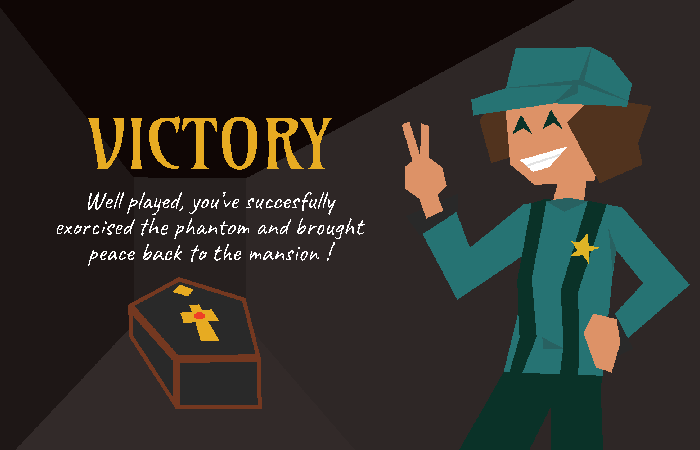 VICTORY
Well played, you've succesfully
exorcised the phantom and brought
peace back to the mansion !